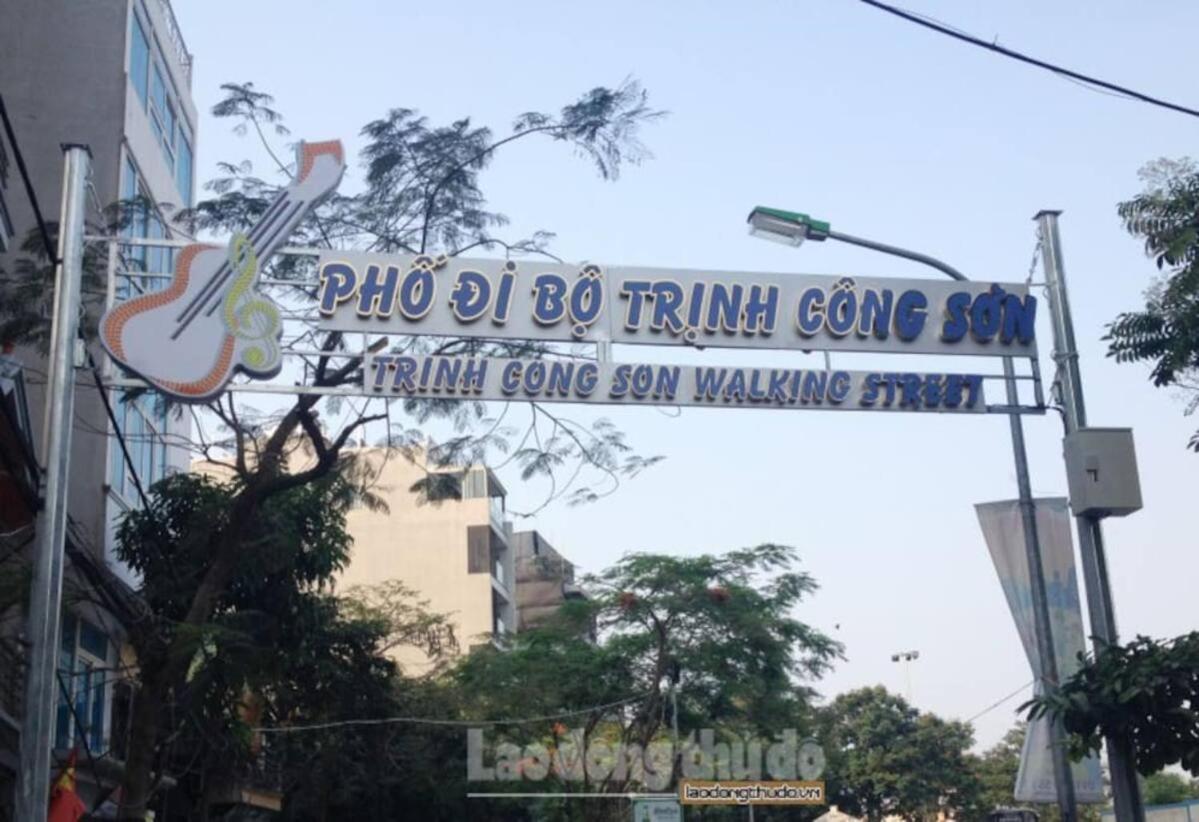 PHỐ ĐI BỘ TRỊNH CÔNG SƠN
TRINH CONG SON WALKING STREET
Laodongthudo
laodongthudo.vn